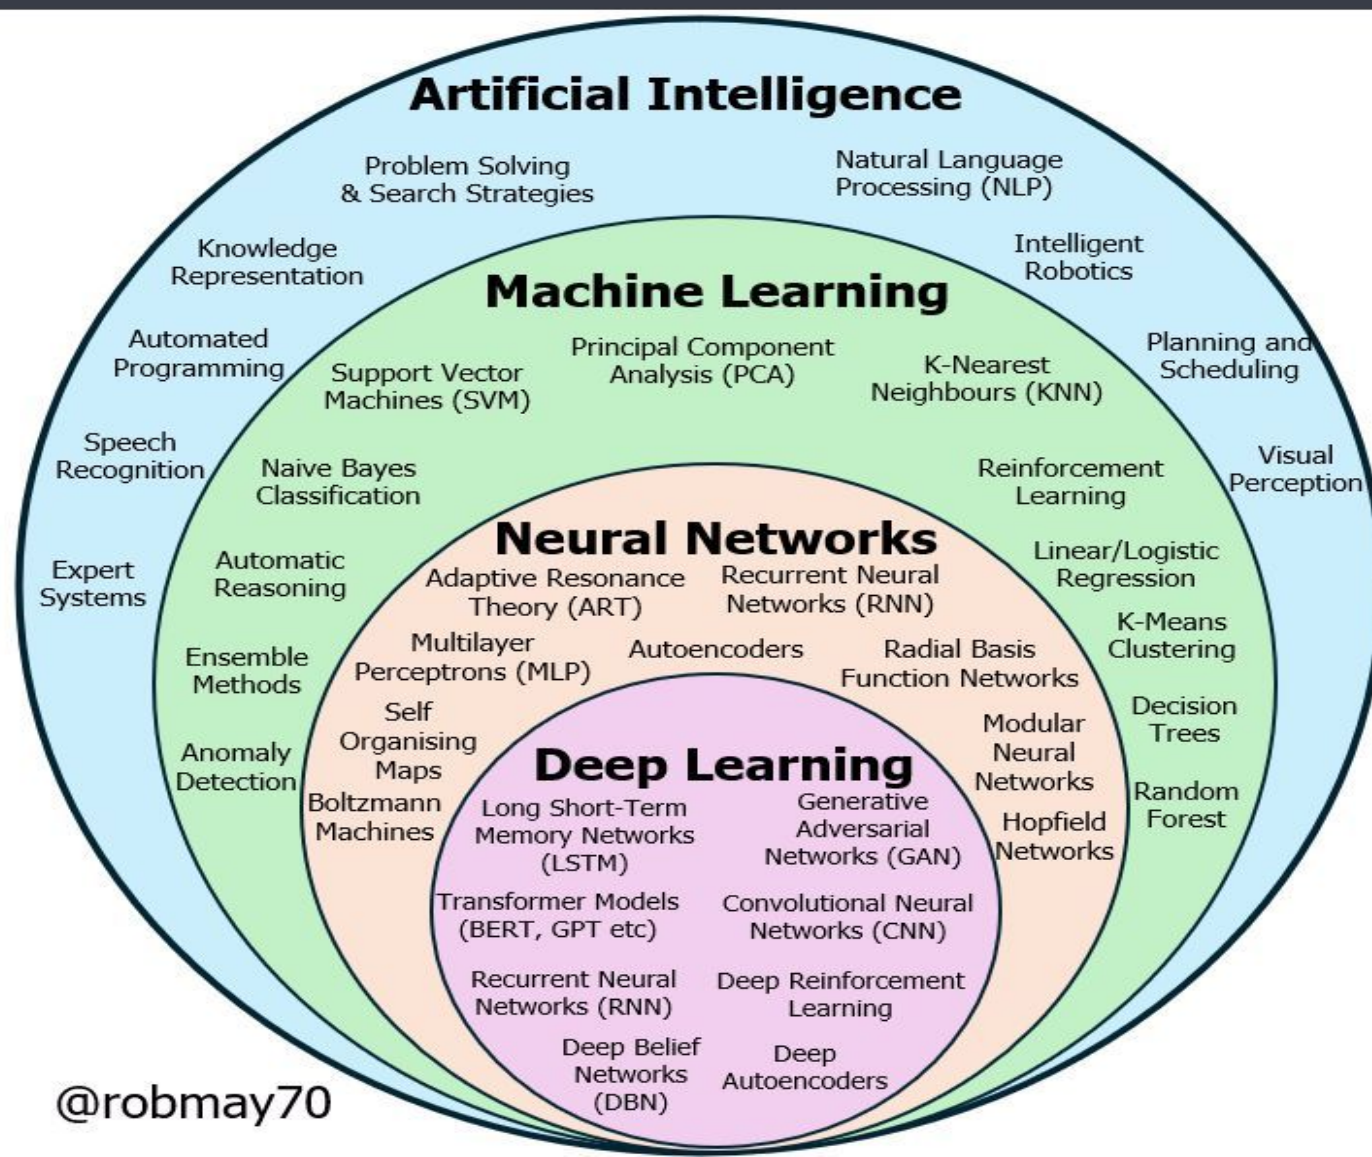 Artificial Intelligence
Problem Solving
& Search Strategies
Natural Language
Processing (NLP)
Knowledge
Representation
Intelligent
Robotics
Automated
Programming
Planning and
Scheduling
Speech
Recognition
Visual
Perception
Expert
Systems
Machine Learning
Support Vector
Machines (SVM)
Principal Component
Analysis (PCA)
K-Nearest
Neighbours (KNN)
Naive Bayes
Classification
Reinforcement
Learning
Automatic
Reasoning
Linear/Logistic
Regression
K-Means
Clustering
Ensemble
Methods
Decision
Trees
Anomaly
Detection
Random
Forest
Neural Networks
Adaptive Resonance
Theory (ART)
Recurrent Neural
Networks (RNN)
Multilayer
Perceptrons (MLP)
Autoencoders
Radial Basis
Function Networks
Self
Organising
Maps
Modular
Neural
Networks
Boltzmann
Machines
Hopfield
Networks
Deep Learning
Long Short-Term
Memory Networks
(LSTM)
Generative
Adversarial
Networks (GAN)
Transformer Models
(BERT, GPT etc)
Convolutional Neural
Networks (CNN)
Recurrent Neural
Networks (RNN)
Deep Reinforcement
Learning
Deep Belief
Networks
(DBN)
Deep
Autoencoders
@robmay70